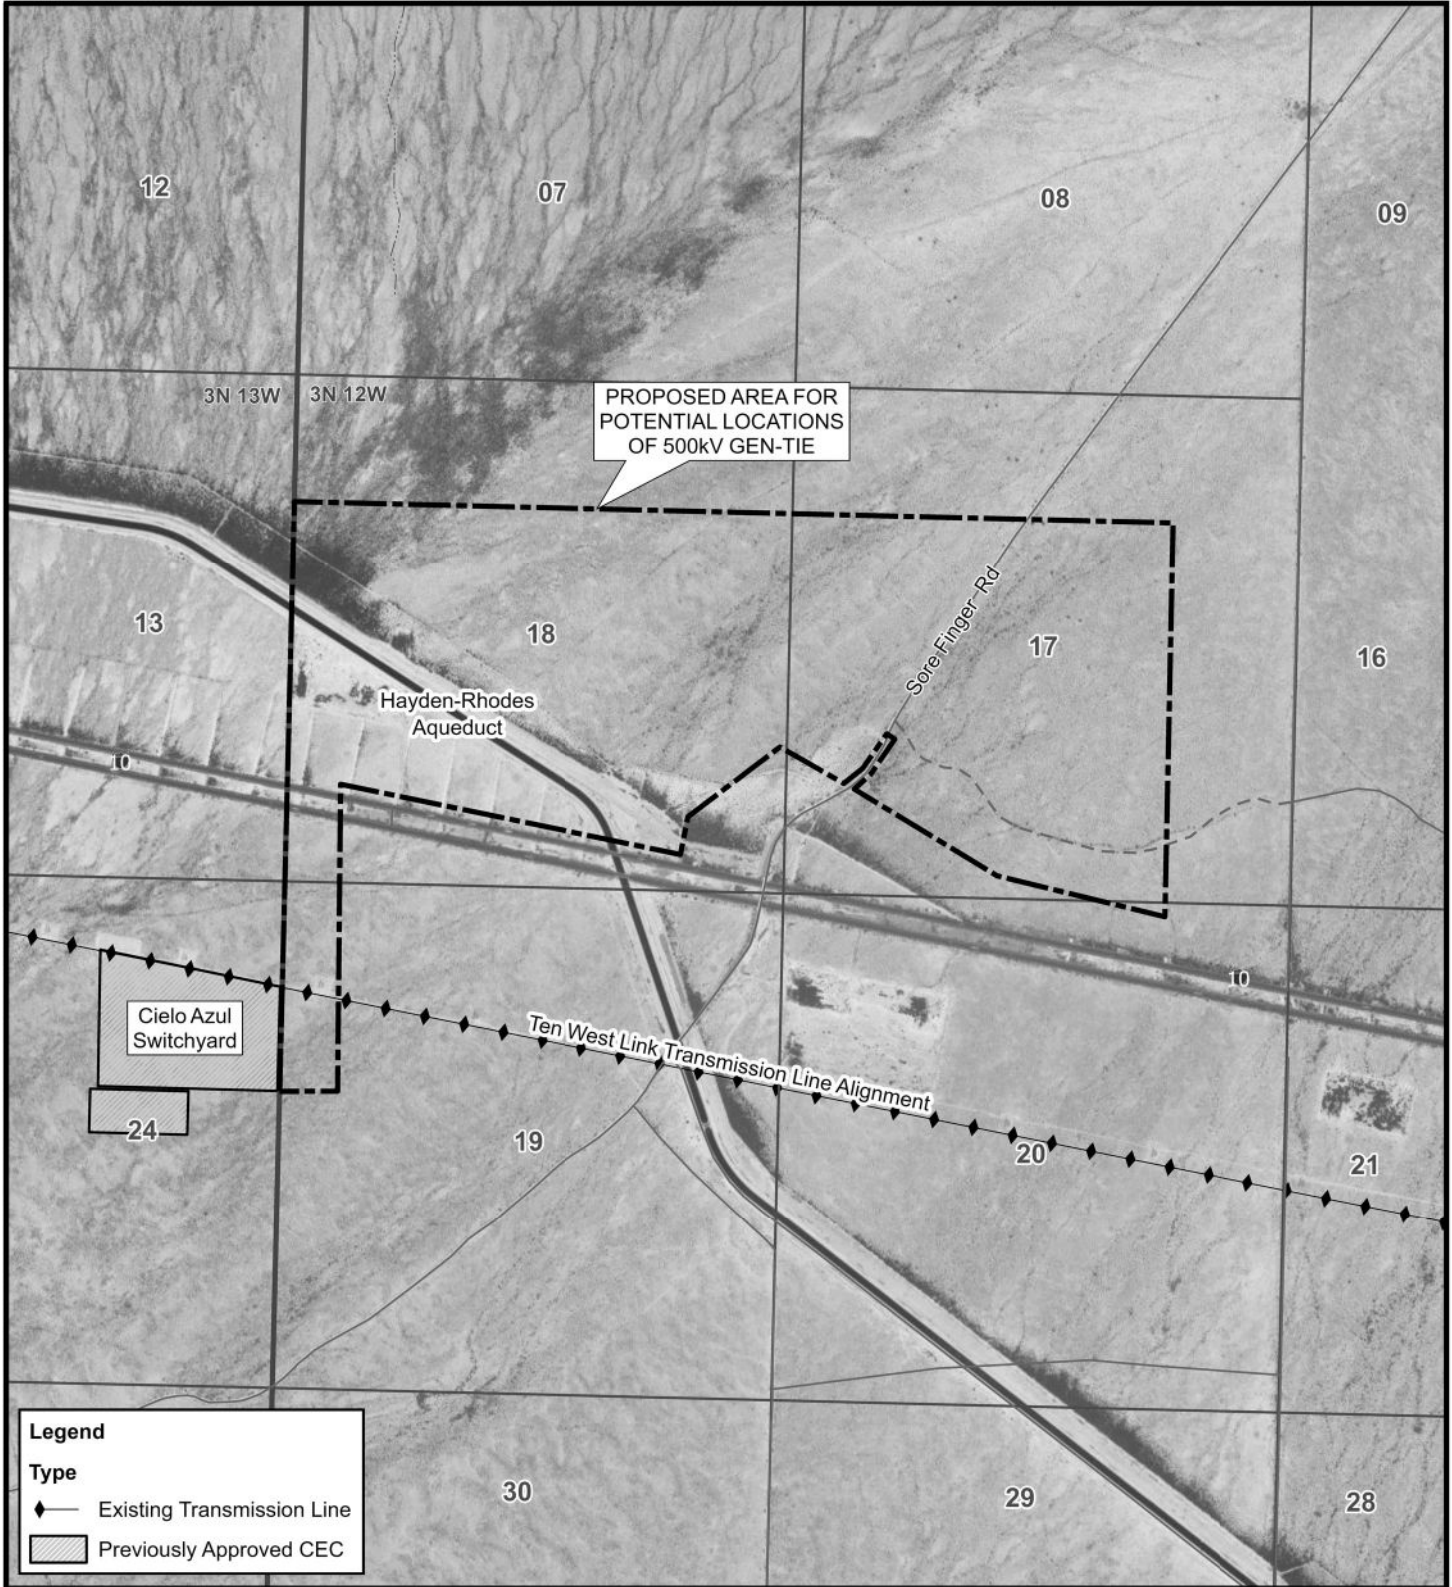 12
07
08
09
3N 13W
3N 12W
PROPOSED AREA FOR
POTENTIAL LOCATIONS
OF 500kV GEN-TIE
13
18
Sore Finger Rd
17
16
Hayden-Rhodes
Aqueduct
10
10
Cielo Azul
Switchyard
Ten West Link Transmission Line Alignment
24
19
20
21
Legend
Type
Existing Transmission Line
Previously Approved CEC
30
29
28